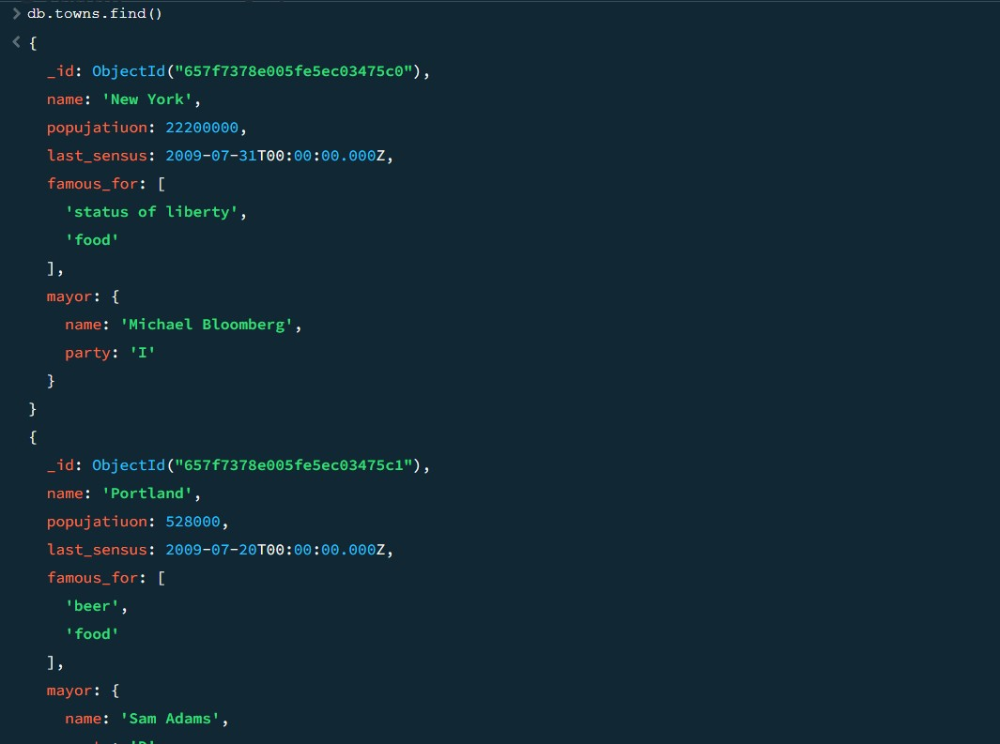 > db.towns.find()
< {
_id: ObjectId("657f7378e005fe5ec03475c0"),
name: 'New York',
popujatiuon: 22200000,
last_sensus: 2009-07-31T00:00:00.000Z,
famous_for: [
'status of liberty',
'food'
],
mayor: {
name: 'Michael Bloomberg',
party: 'I'
}
}
{
_id: ObjectId("657f7378e005fe5ec03475c1"),
name: 'Portland',
popujatiuon: 528000,
last_sensus: 2009-07-20T00:00:00.000Z,
famous_for: [
'beer',
'food'
],
mayor: {
name: 'Sam Adams',